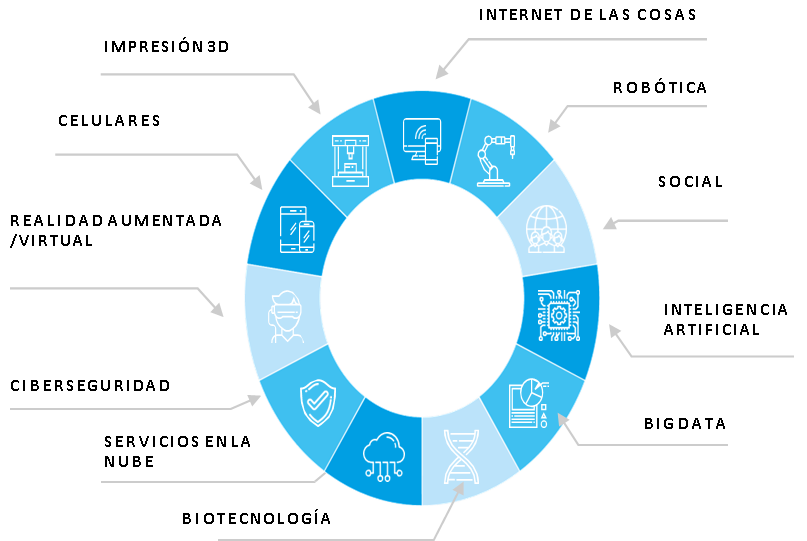 INTERNET DE LAS COSAS
IMPRESIÓN 3D
ROBÓTICA
CELULARES
SOCIAL
REALIDAD AUMENTADA
/VIRTUAL
INTELIGENCIA
ARTIFICIAL
CIBERSEGURIDAD
BIGDATA
SERVICIOS EN LA
NUBE
BIOTECNOLOGÍA